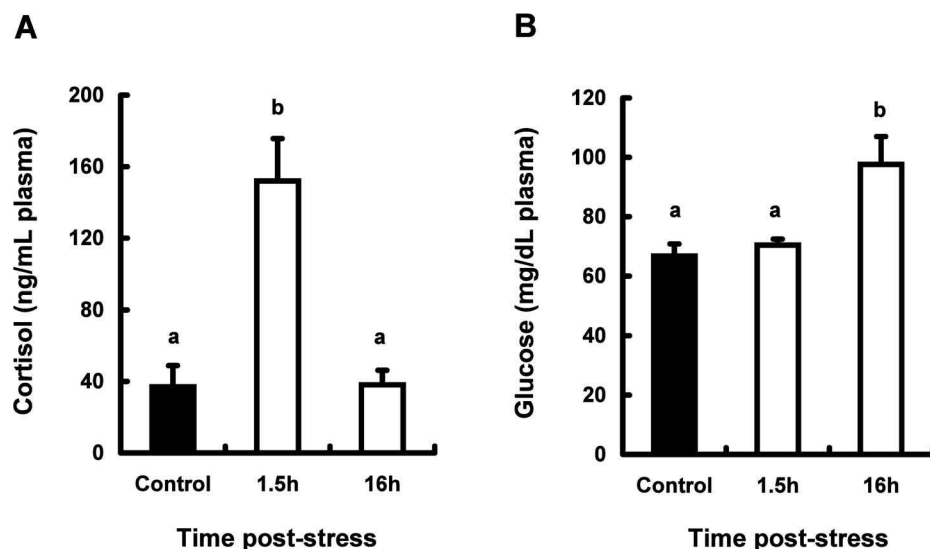 A
Cortisol (ng/mL plasma)
200
160
120
80
40
0
a
b
a
Control 1.5h 16h
Time post-stress
B
Glucose (mg/dL plasma)
120
100
80
60
40
20
0
a
a
b
Control 1.5h 16h
Time post-stress